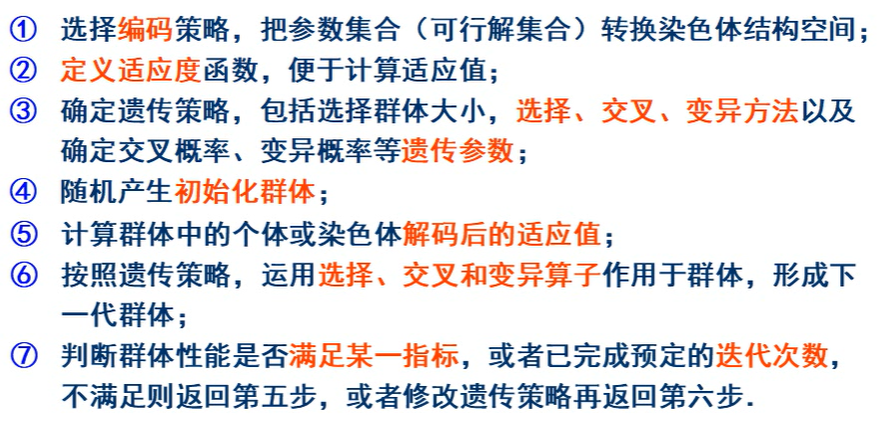 ① 选择编码策略，把参数集合（可行解集合）转换染色体结构空间；
② 定义适应度函数，便于计算适应值；
③ 确定遗传策略，包括选择群体大小，选择、交叉、变异方法以及
确定交叉概率、变异概率等遗传参数；
④ 随机产生初始化群体；
⑤ 计算群体中的个体或染色体解码后的适应值；
⑥ 按照遗传策略，运用选择、交叉和变异算子作用于群体，形成下
一代群体；
⑦ 判断群体性能是否满足某一指标，或者已完成预定的迭代次数，
不满足则返回第五步，或者修改遗传策略再返回第六步．